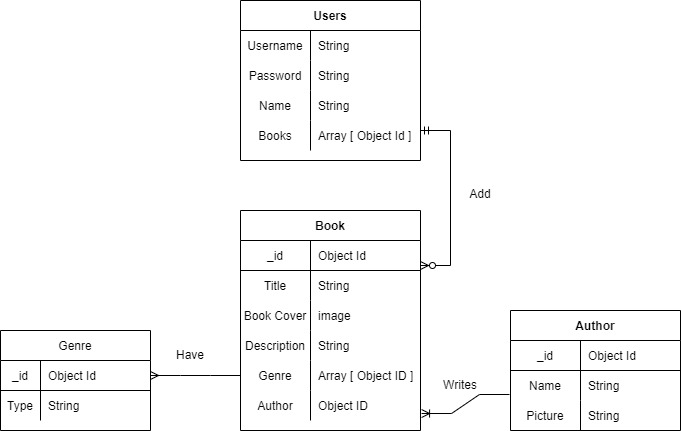 Users
Username String
Password String
Name String
Books Array [ Object Id ]
Add
Book
_id Object Id
Title String
Book Cover image
Description String
Genre Array [ Object ID ]
Author Object ID
Genre
_id Object Id
Type String
Have
Writes
Author
_id Object Id
Name String
Picture String